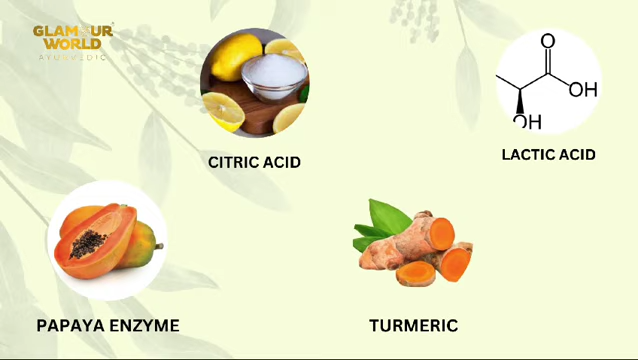 GLAMOUR
WORLD
AYURVEDIC
CITRIC ACID
O
OH
OH
LACTIC ACID
PAPAYA ENZYME
TURMERIC